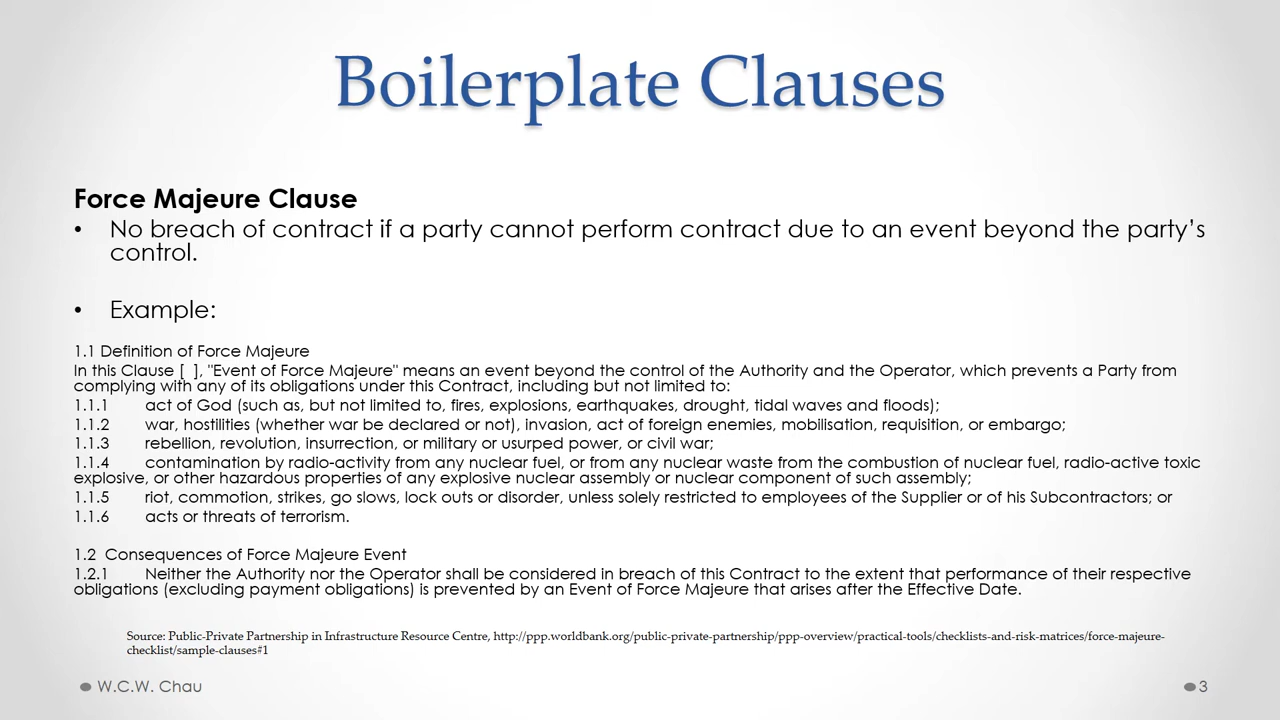 Boilerplate Clauses
Force Majeure Clause
• No breach of contract if a party cannot perform contract due to an event beyond the party's
control.
• Example:
1.1 Definition of Force Majeure
In this Clause [  ], "Event of Force Majeure" means an event beyond the control of the Authority and the Operator, which prevents a Party from
complying with any of its obligations under this Contract, including but not limited to:
1.1.1 act of God (such as, but not limited to, fires, explosions, earthquakes, drought, tidal waves and floods);
1.1.2 war, hostilities (whether war be declared or not), invasion, act of foreign enemies, mobilisation, requisition, or embargo;
1.1.3 rebellion, revolution, insurrection, or military or usurped power, or civil war;
1.1.4 contamination by radio-activity from any nuclear fuel, or from any nuclear waste from the combustion of nuclear fuel, radio-active toxic
explosive, or other hazardous properties of any explosive nuclear assembly or nuclear component of such assembly;
1.1.5 riot, commotion, strikes, go slows, lock outs or disorder, unless solely restricted to employees of the Supplier or of his Subcontractors; or
1.1.6 acts or threats of terrorism.
1.2  Consequences of Force Majeure Event
1.2.1 Neither the Authority nor the Operator shall be considered in breach of this Contract to the extent that performance of their respective
obligations (excluding payment obligations) is prevented by an Event of Force Majeure that arises after the Effective Date.
Source: Public-Private Partnership in Infrastructure Resource Centre, http://ppp.worldbank.org/public-private-partnership/ppp-overview/practical-tools/checklists-and-risk-matrices/force-majeure-
checklist/sample-clauses#1
W.C.W. Chau
3